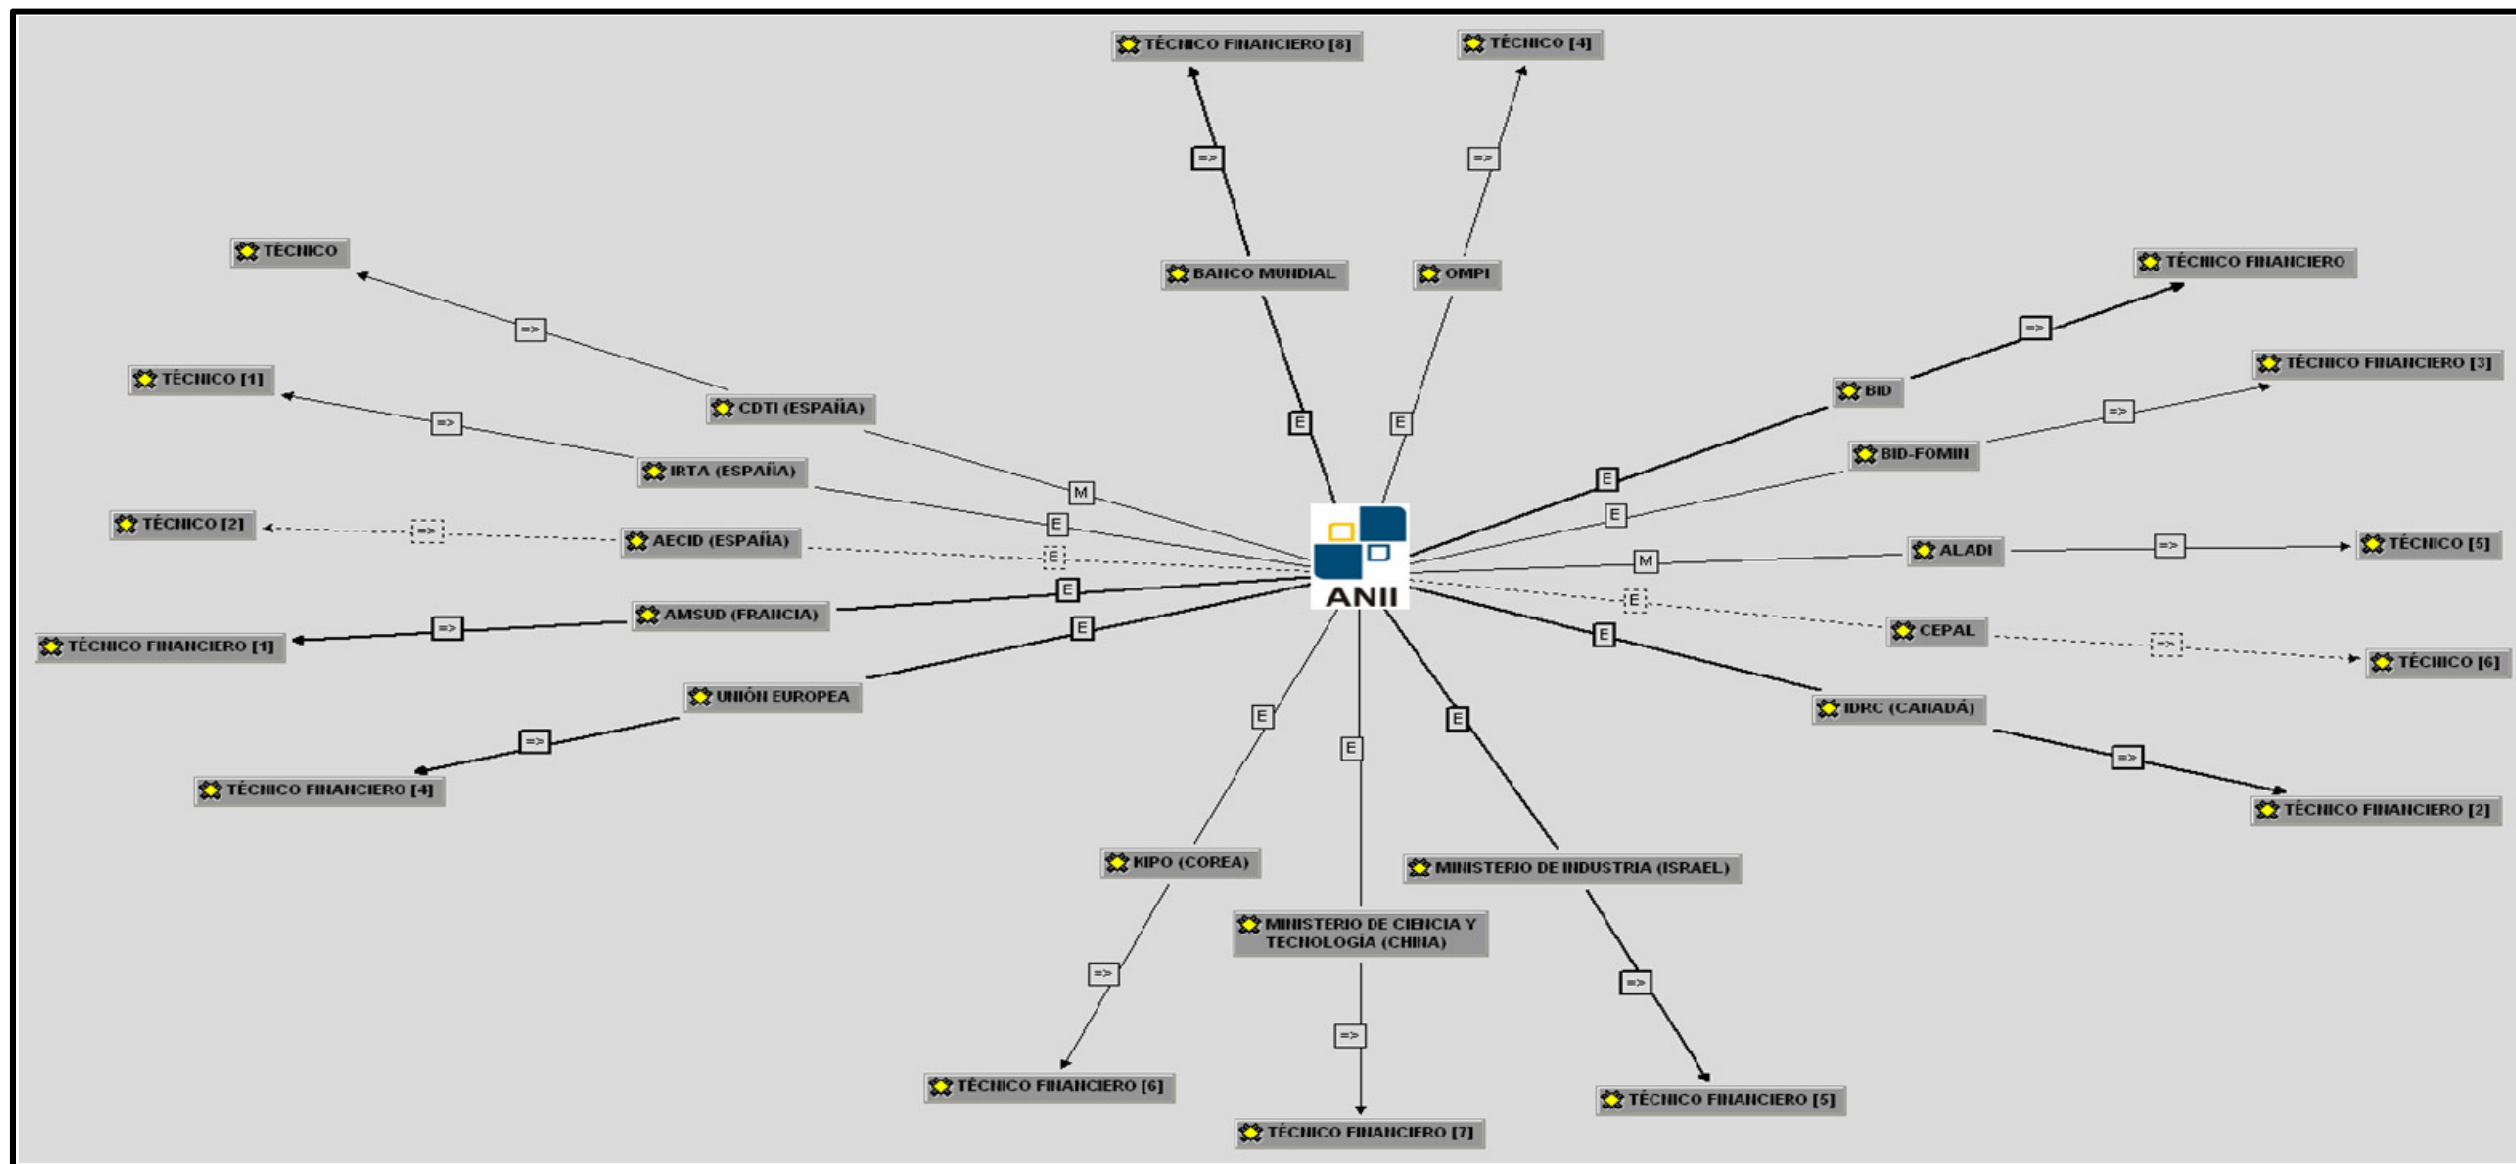 TÉCNICO FINANCIERO [8]
TÉCNICO [4]
=>
=>
TÉCNICO
BANCO MUNDIAL
OMPI
TÉCNICO FINANCIERO
=>
=>
TÉCNICO [1]
CDTI (ESPAÑA)
BID
TÉCNICO FINANCIERO [3]
=>
E
E
=>
IRTA (ESPAÑA)
M
E
BID-FOMIN
TÉCNICO [2]
=>
E
E
AECID (ESPAÑA)
E
M
ALADI
=>
TÉCNICO [5]
ANII
AMSUD (FRANCIA)
E
E
=>
TÉCNICO FINANCIERO [1]
E
E
CEPAL
=>
TÉCNICO [6]
UNIÓN EUROPEA
IDRC (CANADÁ)
=>
E
E
E
=>
TÉCNICO FINANCIERO [4]
TÉCNICO FINANCIERO [2]
KIPO (COREA)
MINISTERIO DE INDUSTRIA (ISRAEL)
MINISTERIO DE CIENCIA Y
TECNOLOGÍA (CHINA)
=>
=>
=>
TÉCNICO FINANCIERO [6]
TÉCNICO FINANCIERO [5]
TÉCNICO FINANCIERO [7]